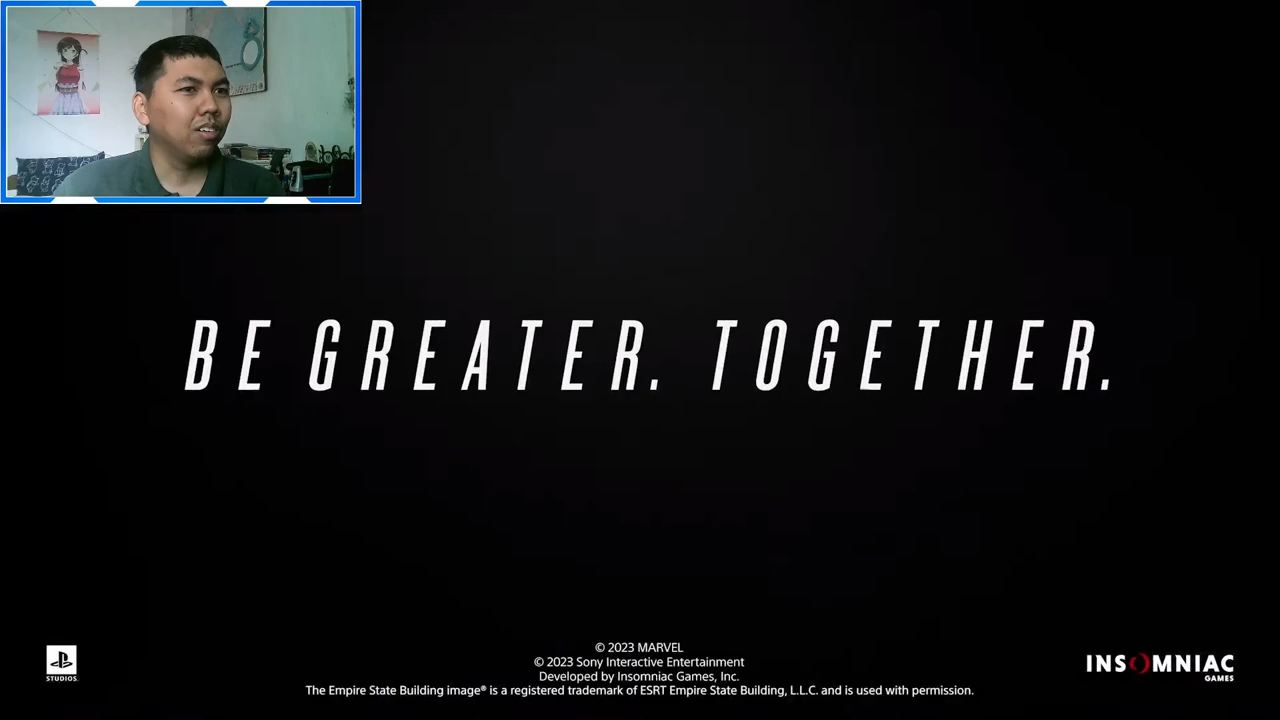 BE GREATER. TOGETHER.
© 2023 MARVEL
© 2023 Sony Interactive Entertainment
Developed by Insomniac Games, Inc.
The Empire State Building image® is a registered trademark of ESRT Empire State Building, L.L.C. and is used with permission.
STUDIOS
INSOMNIAC
GAMES